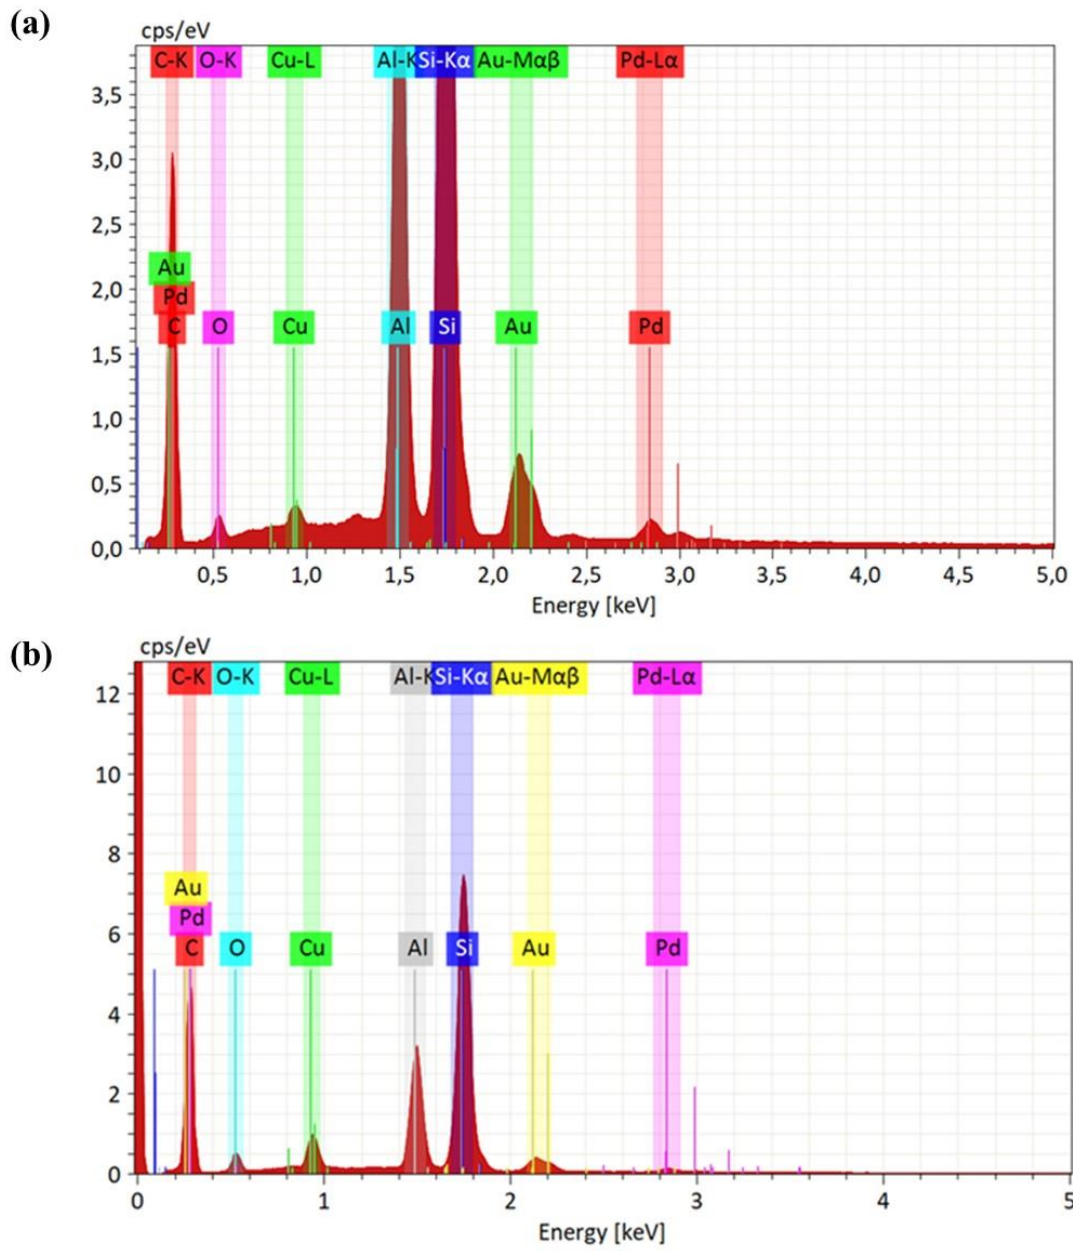 (a)
cps/eV
C-K O-K Cu-L Al-K Si-Kα Au-Mαβ Pd-Lα
3,5
3,0
2,5
Au
2,0
Pd
C O Cu Al Si Au Pd
1,5
1,0
0,5
0,0
0,5 1,0 1,5 2,0 2,5 3,0 3,5 4,0 4,5 5,0
Energy [keV]
(b)
cps/eV
C-K O-K Cu-L Al-K Si-Kα Au-Mαβ Pd-Lα
12
10
8
Au
Pd
6
C O Cu Al Si Au Pd
4
2
0
0 1 2 3 4 5
Energy [keV]